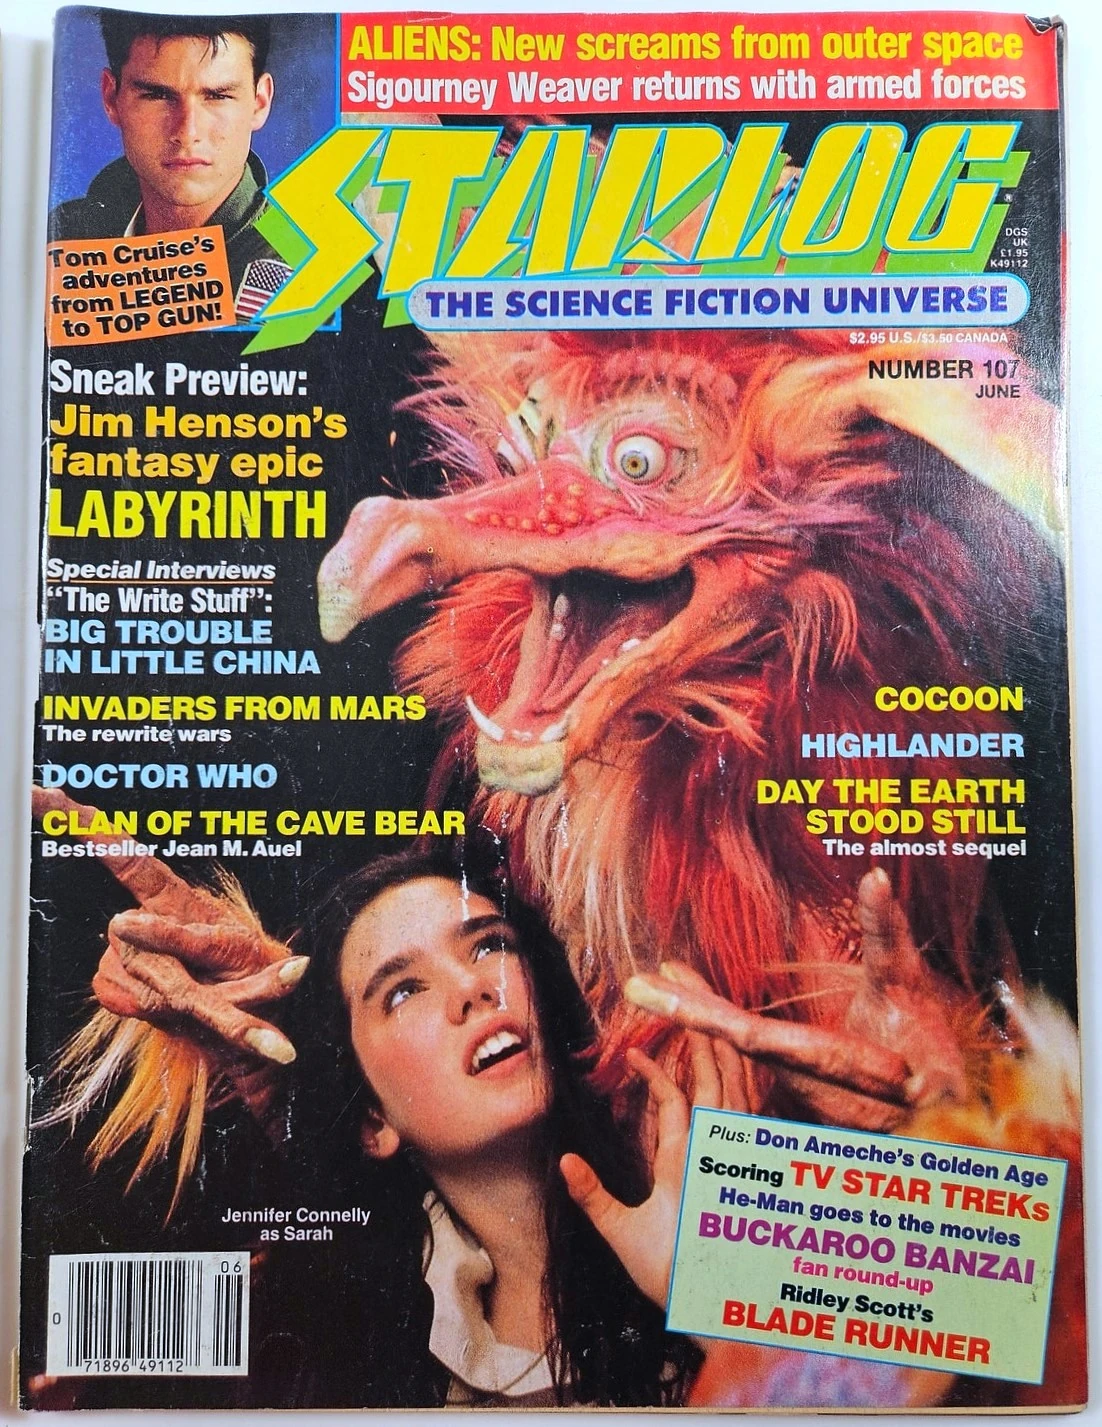 ALIENS: New screams from outer space
Sigourney Weaver returns with armed forces
STARLOG
THE SCIENCE FICTION UNIVERSE
DGS
UK
£1.95
K49112
$2.95 U.S./$3.50 CANADA
NUMBER 107
JUNE
Tom Cruise's
adventures
from LEGEND
to TOP GUN!
Sneak Preview:
Jim Henson's
fantasy epic
LABYRINTH
Special Interviews
"The Write Stuff":
BIG TROUBLE
IN LITTLE CHINA
INVADERS FROM MARS
The rewrite wars
DOCTOR WHO
CLAN OF THE CAVE BEAR
Bestseller Jean M. Auel
COCOON
HIGHLANDER
DAY THE EARTH
STOOD STILL
The almost sequel
Jennifer Connelly
as Sarah
Plus: Don Ameche's Golden Age
Scoring TV STAR TREKs
He-Man goes to the movies
BUCKAROO BANZAI
fan round-up
Ridley Scott's
BLADE RUNNER
06
0
71896 49112